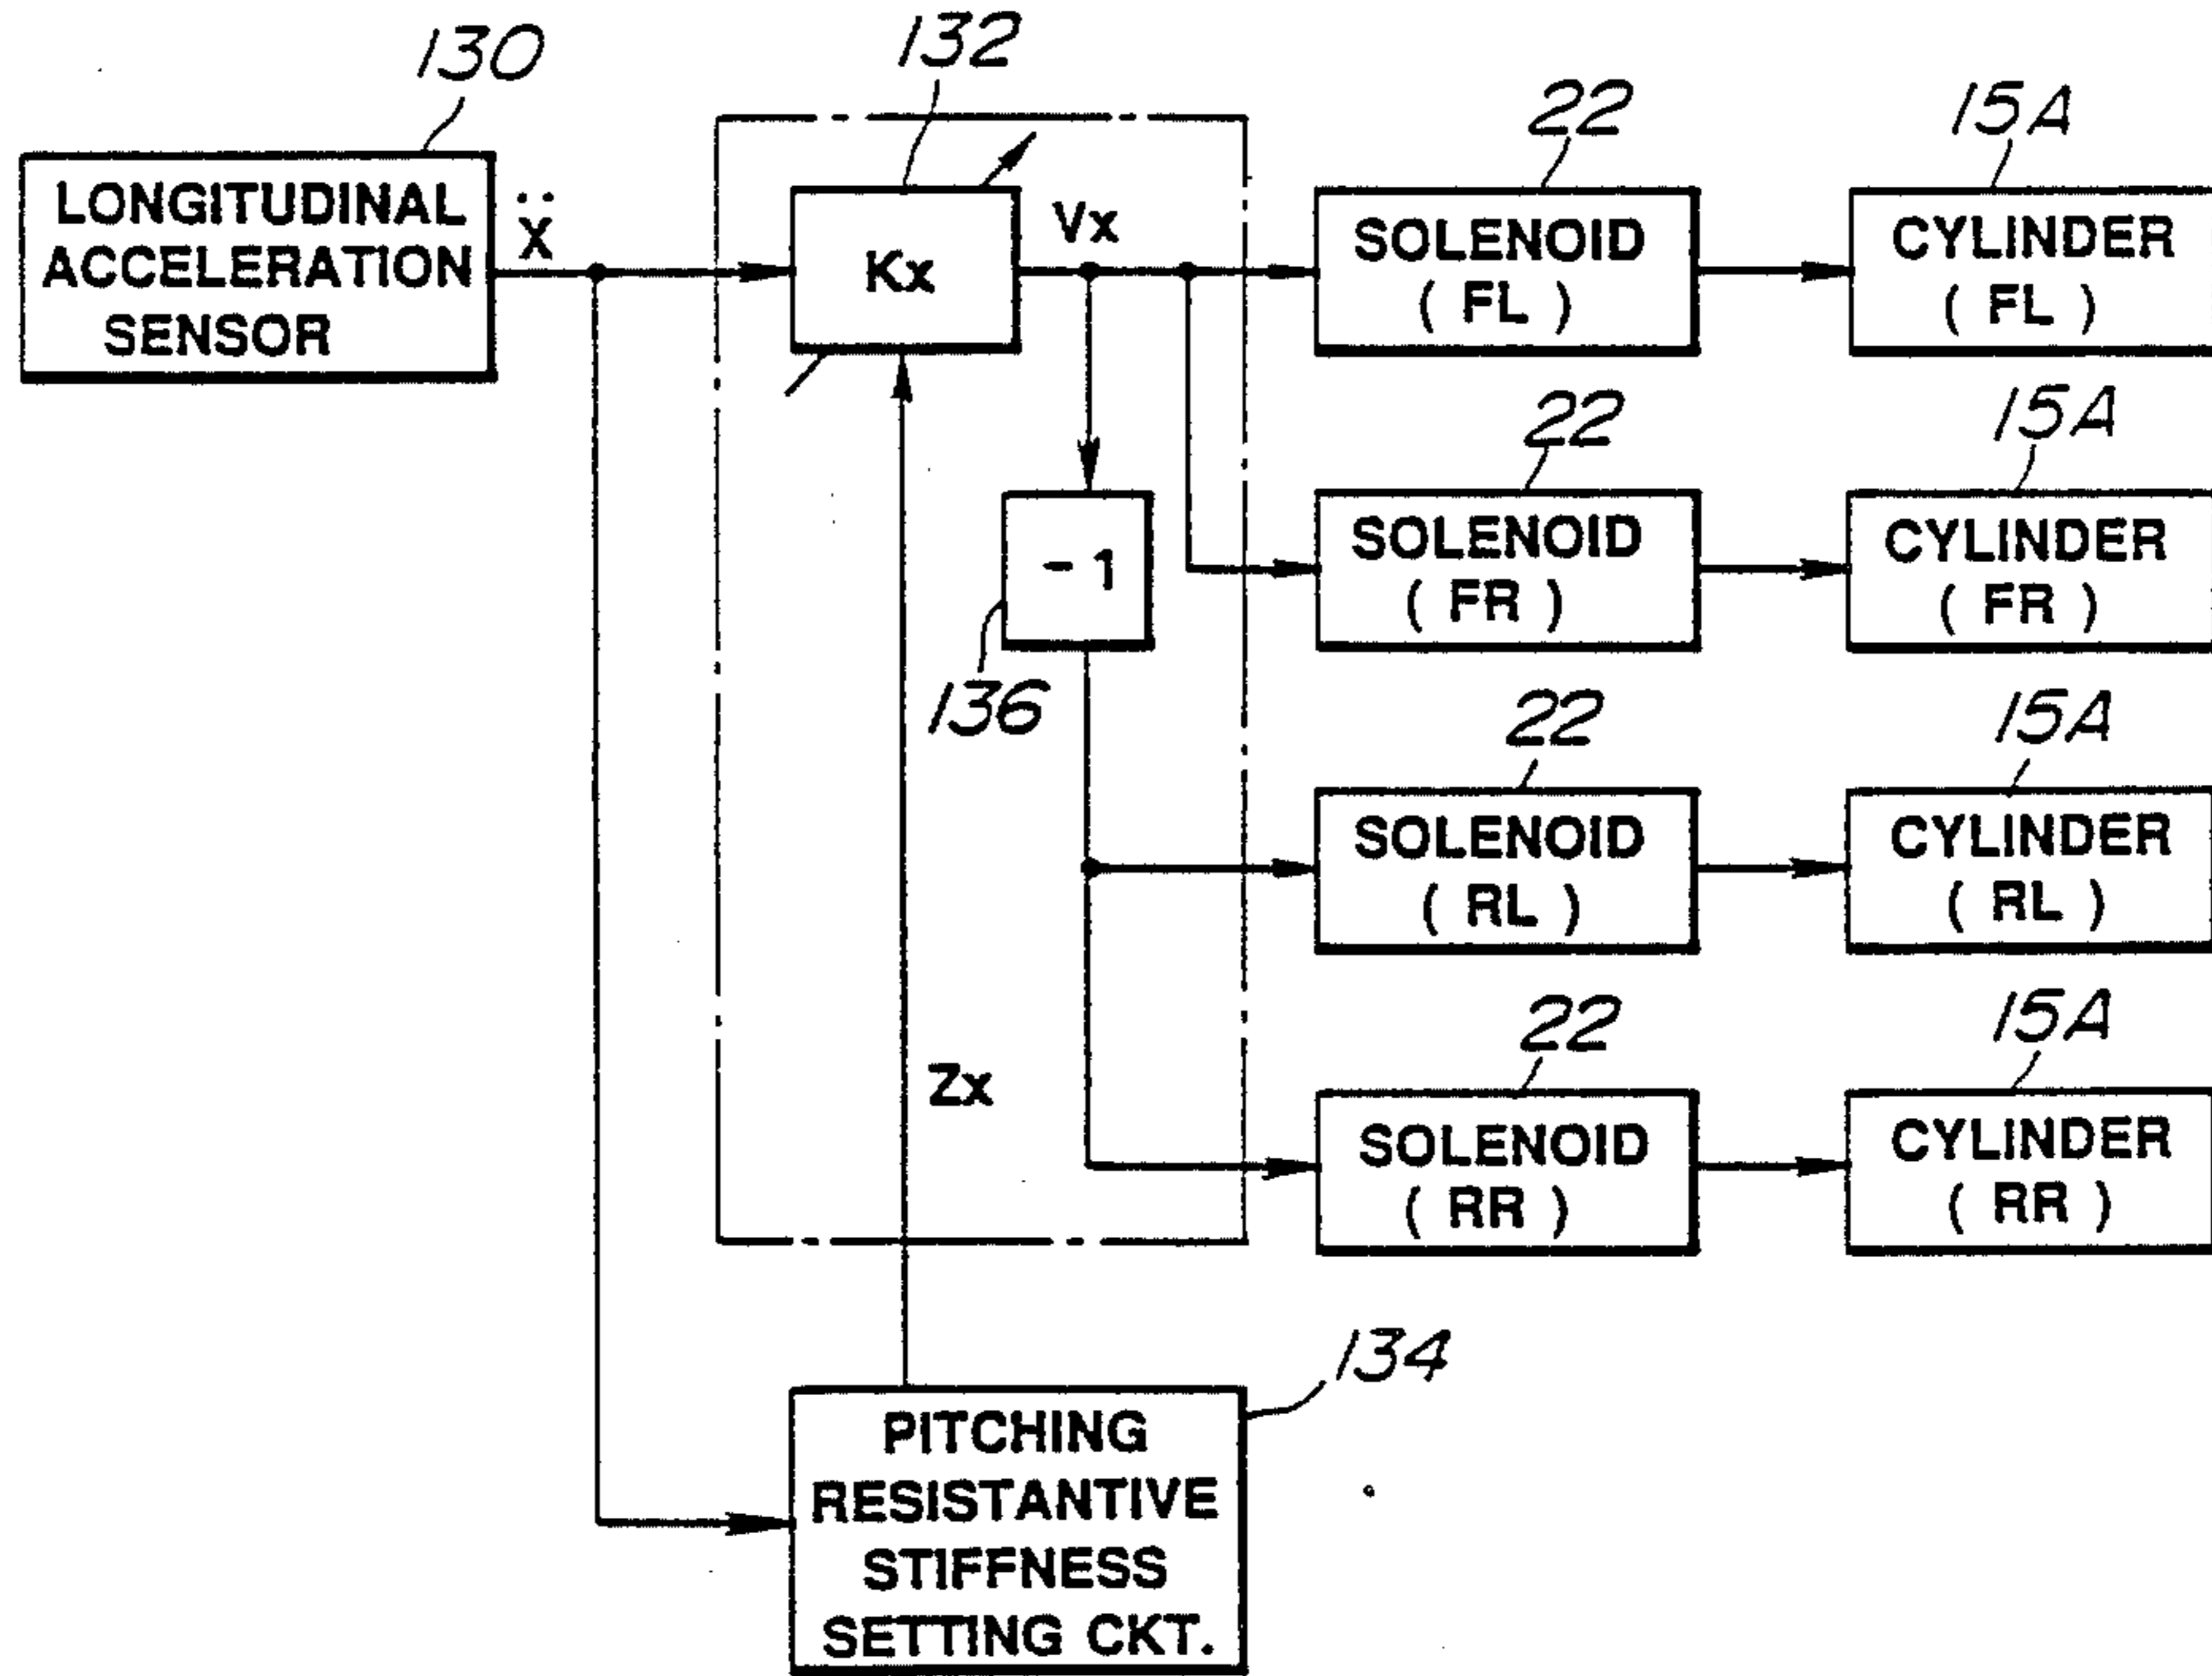 130
132
22
15A
LONGITUDINAL
ACCELERATION
SENSOR
Ẍ
Kx
Vx
SOLENOID
( FL )
CYLINDER
( FL )
22
15A
- 1
136
SOLENOID
( FR )
CYLINDER
( FR )
22
15A
SOLENOID
( RL )
CYLINDER
( RL )
22
15A
Zx
SOLENOID
( RR )
CYLINDER
( RR )
134
PITCHING
RESISTANTIVE
STIFFNESS
SETTING CKT.